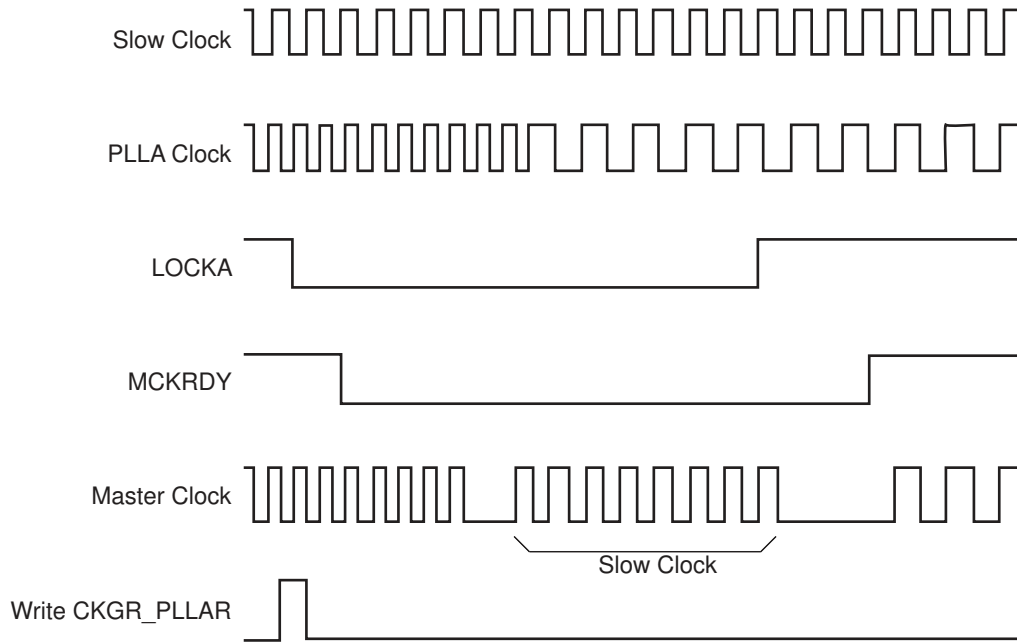 Slow Clock
PLLA Clock
LOCKA
MCKRDY
Master Clock
Slow Clock
Write CKGR_PLLAR